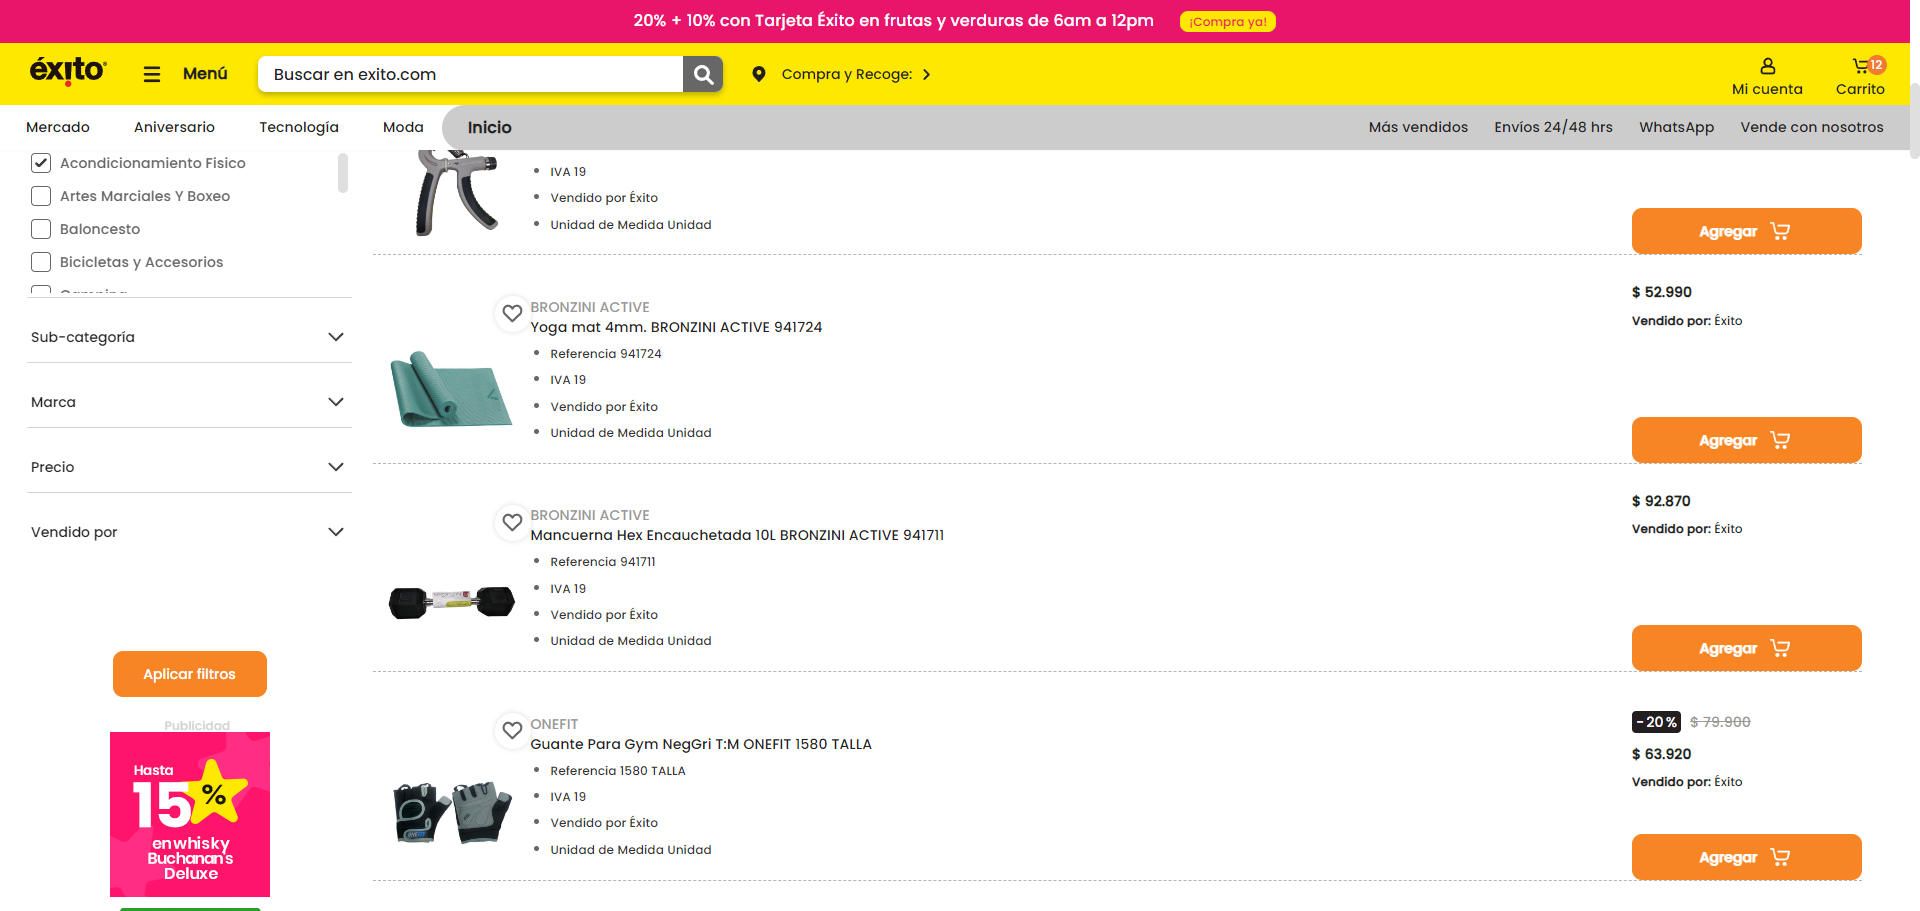 20% + 10% con Tarjeta Éxito en frutas y verduras de 6am a 12pm
¡Compra ya!
éxito
Menú
Buscar en exito.com
Compra y Recoge:
Mi cuenta
12
Carrito
Mercado
Aniversario
Tecnología
Moda
Inicio
Más vendidos
Envíos 24/48 hrs
WhatsApp
Vende con nosotros
Acondicionamiento Fisico
Artes Marciales Y Boxeo
Baloncesto
Bicicletas y Accesorios
Sub-categoría
Marca
Precio
Vendido por
Aplicar filtros
Publicidad
Hasta
15%
en whisky
Buchanan's
Deluxe
IVA 19
Vendido por Éxito
Unidad de Medida Unidad
Agregar
BRONZINI ACTIVE
Yoga mat 4mm. BRONZINI ACTIVE 941724
Referencia 941724
IVA 19
Vendido por Éxito
Unidad de Medida Unidad
$ 52.990
Vendido por: Éxito
Agregar
BRONZINI ACTIVE
Mancuerna Hex Encauchetada 10L BRONZINI ACTIVE 941711
Referencia 941711
IVA 19
Vendido por Éxito
Unidad de Medida Unidad
$ 92.870
Vendido por: Éxito
Agregar
ONEFIT
Guante Para Gym NegGri T:M ONEFIT 1580 TALLA
Referencia 1580 TALLA
IVA 19
Vendido por Éxito
Unidad de Medida Unidad
-20% $ 79.900
$ 63.920
Vendido por: Éxito
Agregar